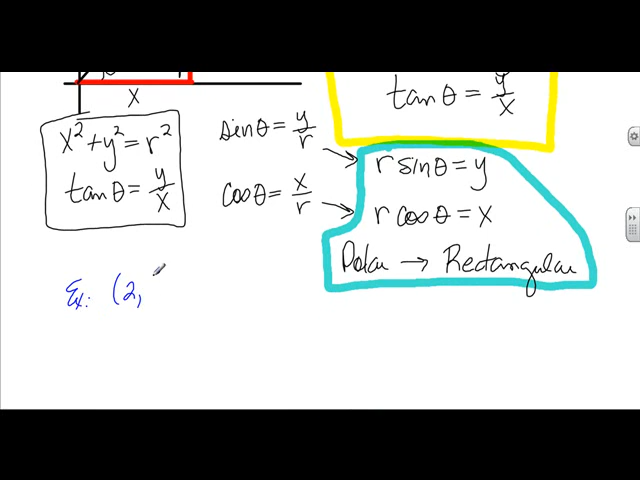 x
tan θ = y/x
x² + y² = r²
tan θ = y/x
sin θ = y/r
cos θ = x/r
r sin θ = y
r cos θ = x
Polar → Rectangular
Ex: (2,